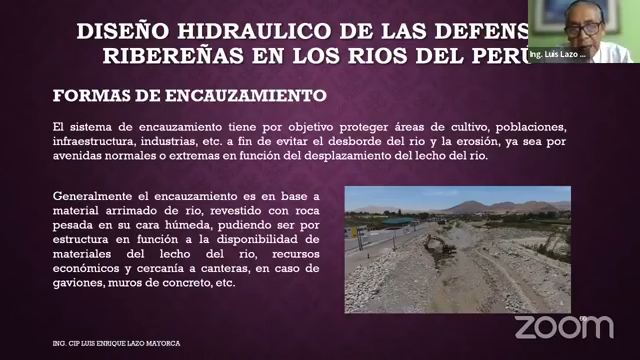 DISEÑO HIDRAULICO DE LAS DEFENS
RIBEREÑAS EN LOS RIOS DEL PERU
Ing. Luis Lazo ...
FORMAS DE ENCAUZAMIENTO
El sistema de encauzamiento tiene por objetivo proteger áreas de cultivo, poblaciones,
infraestructura, industrias, etc. a fin de evitar el desborde del rio y la erosión, ya sea por
avenidas normales o extremas en función del desplazamiento del lecho del rio.
Generalmente el encauzamiento es en base a
material arrimado de rio, revestido con roca
pesada en su cara húmeda, pudiendo ser por
estructura en función a la disponibilidad de
materiales del lecho del rio, recursos
económicos y cercanía a canteras, en caso de
gaviones, muros de concreto, etc.
ING. CIP LUIS ENRIQUE LAZO MAYORCA
zoom